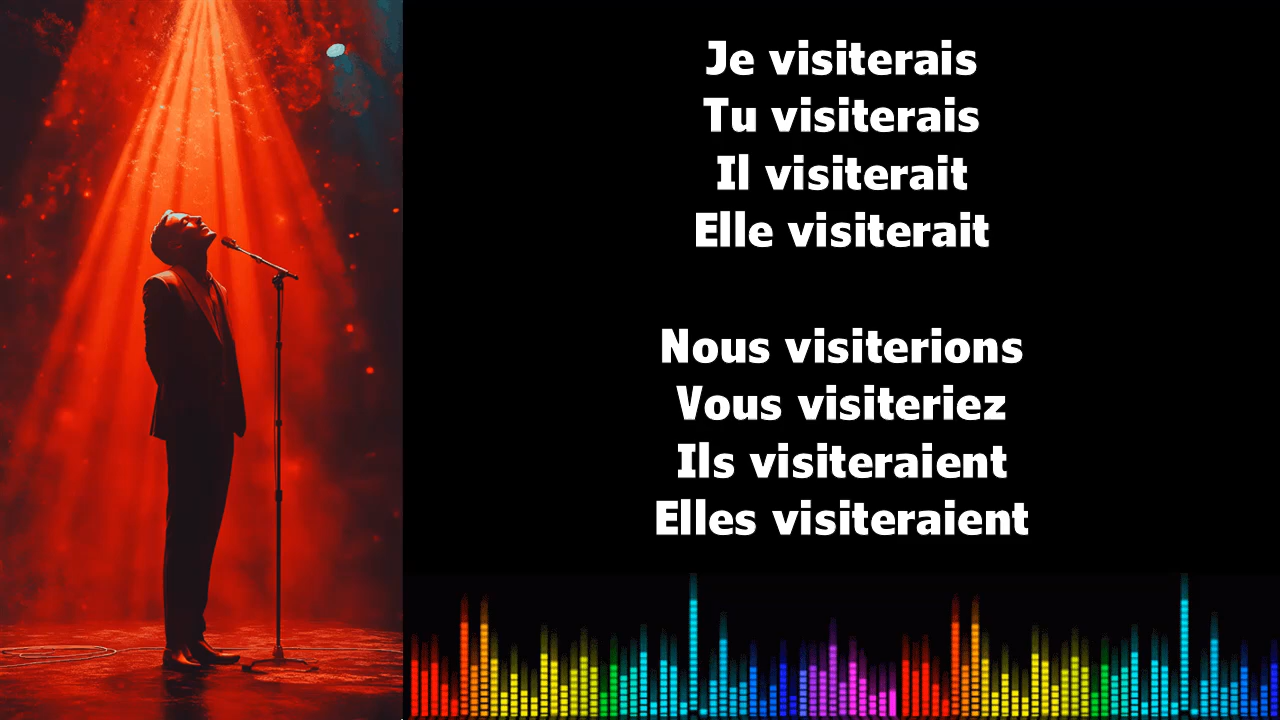 Je visiterais
Tu visiterais
Il visiterait
Elle visiterait
Nous visiterions
Vous visiteriez
Ils visiteraient
Elles visiteraient